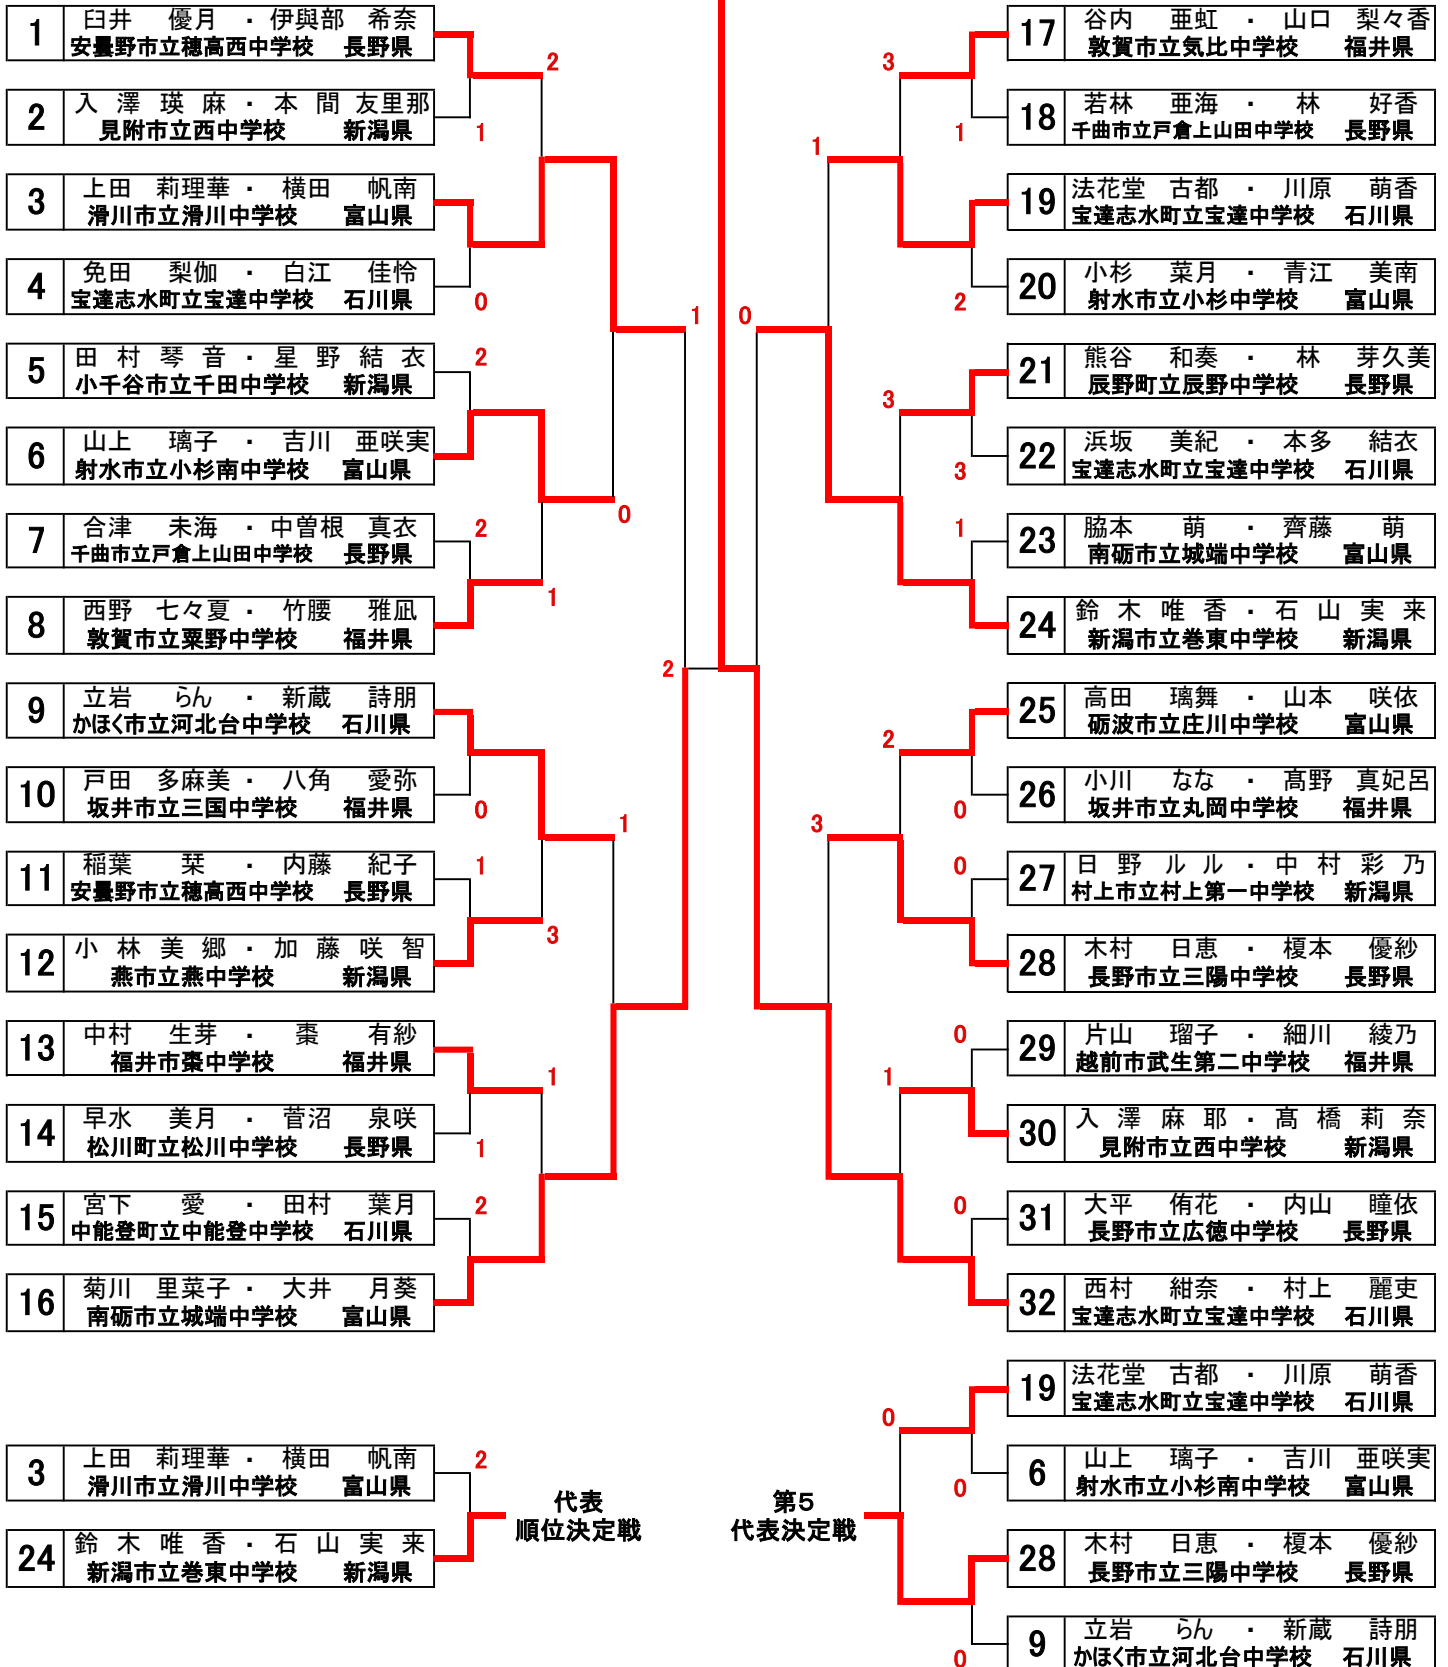 1 臼井 優月 ・ 伊與部 希奈
安曇野市立穂高西中学校 長野県
2
1
2 入澤 瑛麻 ・ 本間 友里那
見附市立西中学校 新潟県
3 上田 莉理華 ・ 横田 帆南
滑川市立滑川中学校 富山県
4 免田 梨伽 ・ 白江 佳怜
宝達志水町立宝達中学校 石川県
0
1
5 田村琴音 ・ 星野結衣
小千谷市立千田中学校 新潟県
2
6 山上 璃子 ・ 吉川 亜咲実
射水市立小杉南中学校 富山県
0
7 合津 未海 ・ 中曽根 真衣
千曲市立戸倉上山田中学校 長野県
2
1
8 西野 七々夏 ・ 竹腰 雅凪
敦賀市立粟野中学校 福井県
2
9 立岩 らん ・ 新蔵 詩朋
かほく市立河北台中学校 石川県
10 戸田 多麻美 ・ 八角 愛弥
坂井市立三国中学校 福井県
0
1
11 稲葉 栞 ・ 内藤 紀子
安曇野市立穂高西中学校 長野県
1
3
12 小林美郷 ・ 加藤咲智
燕市立燕中学校 新潟県
13 中村 生芽 ・ 棗 有紗
福井市棗中学校 福井県
1
14 早水 美月 ・ 菅沼 泉咲
松川町立松川中学校 長野県
1
15 宮下 愛 ・ 田村 葉月
中能登町立中能登中学校 石川県
2
16 菊川 里菜子 ・ 大井 月葵
南砺市立城端中学校 富山県
17 谷内 亜虹 ・ 山口 梨々香
敦賀市立気比中学校 福井県
3
18 若林 亜海 ・ 林 好香
千曲市立戸倉上山田中学校 長野県
1
1
19 法花堂 古都 ・ 川原 萌香
宝達志水町立宝達中学校 石川県
20 小杉 菜月 ・ 青江 美南
射水市立小杉中学校 富山県
2
0
21 熊谷 和奏 ・ 林 芽久美
辰野町立辰野中学校 長野県
3
22 浜坂 美紀 ・ 本多 結衣
宝達志水町立宝達中学校 石川県
3
23 脇本 萌 ・ 齊藤 萌
南砺市立城端中学校 富山県
1
24 鈴木唯香 ・ 石山実来
新潟市立巻東中学校 新潟県
25 高田 璃舞 ・ 山本 咲依
砺波市立庄川中学校 富山県
2
26 小川 なな ・ 髙野 真妃呂
坂井市立丸岡中学校 福井県
0
3
27 日野ルル ・ 中村彩乃
村上市立村上第一中学校 新潟県
0
28 木村 日恵 ・ 榎本 優紗
長野市立三陽中学校 長野県
29 片山 瑠子 ・ 細川 綾乃
越前市武生第二中学校 福井県
0
1
30 入澤麻耶 ・ 髙橋莉奈
見附市立西中学校 新潟県
31 大平 侑花 ・ 内山 瞳依
長野市立広徳中学校 長野県
0
32 西村 紺奈 ・ 村上 麗吏
宝達志水町立宝達中学校 石川県
3 上田 莉理華 ・ 横田 帆南
滑川市立滑川中学校 富山県
2
24 鈴木唯香 ・ 石山実来
新潟市立巻東中学校 新潟県
代表
順位決定戦
第5
代表決定戦
19 法花堂 古都 ・ 川原 萌香
宝達志水町立宝達中学校 石川県
0
6 山上 璃子 ・ 吉川 亜咲実
射水市立小杉南中学校 富山県
0
28 木村 日恵 ・ 榎本 優紗
長野市立三陽中学校 長野県
9 立岩 らん ・ 新蔵 詩朋
かほく市立河北台中学校 石川県
0